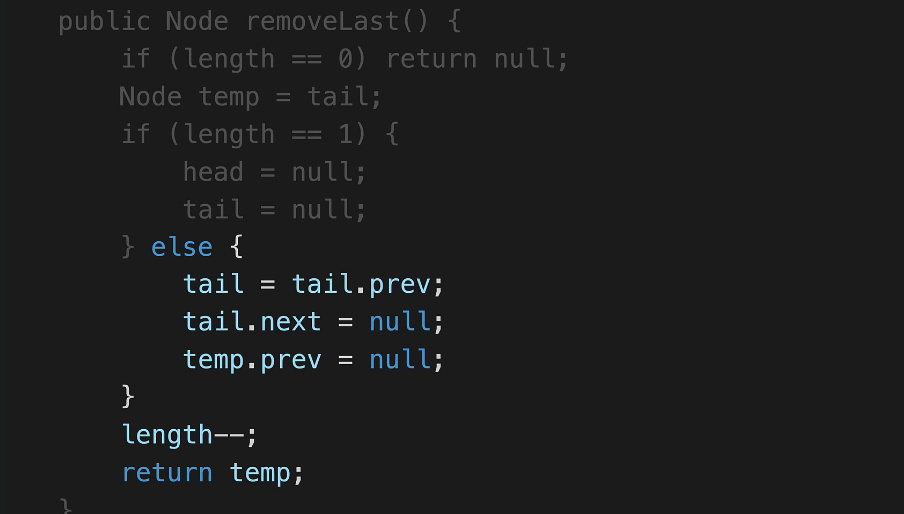 public Node removeLast() {
    if (length == 0) return null;
    Node temp = tail;
    if (length == 1) {
        head = null;
        tail = null;
    } else {
        tail = tail.prev;
        tail.next = null;
        temp.prev = null;
    }
    length--;
    return temp;
}